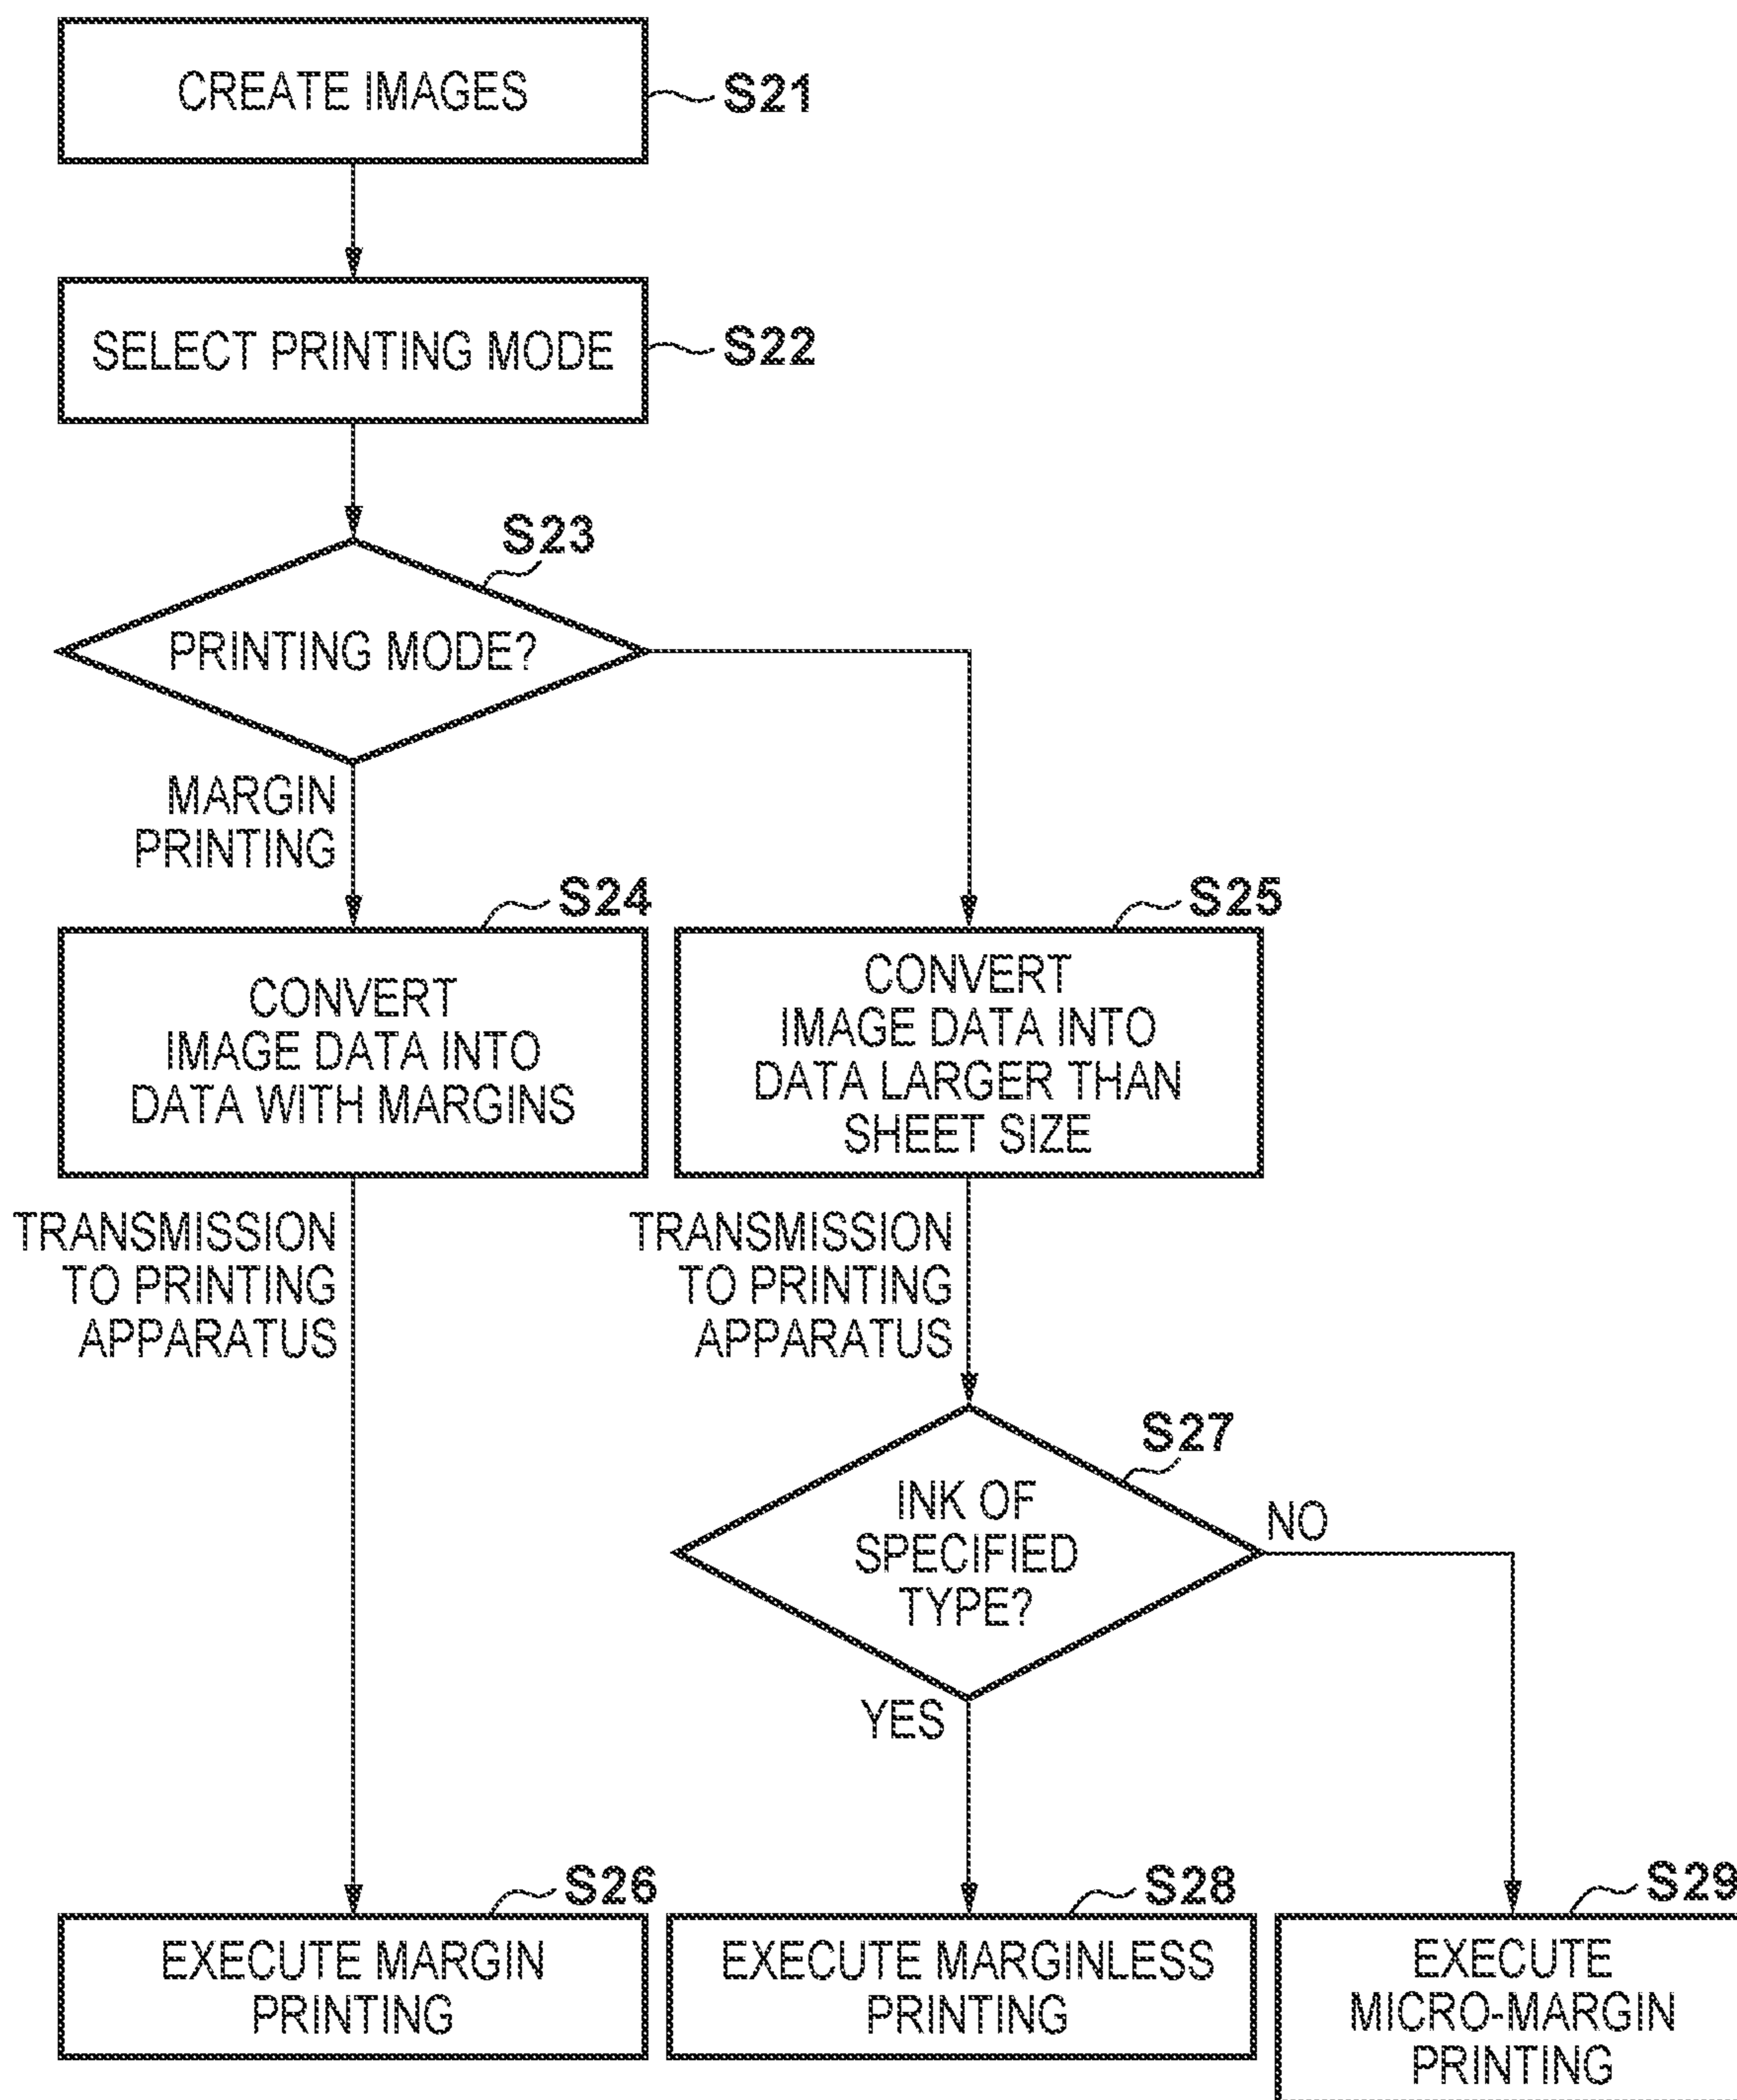 CREATE IMAGES
S21
SELECT PRINTING MODE
S22
S23
PRINTING MODE?
MARGIN
PRINTING
S24
CONVERT
IMAGE DATA INTO
DATA WITH MARGINS
S25
CONVERT
IMAGE DATA INTO
DATA LARGER THAN
SHEET SIZE
TRANSMISSION
TO PRINTING
APPARATUS
TRANSMISSION
TO PRINTING
APPARATUS
S27
INK OF
SPECIFIED
TYPE?
NO
YES
S26
EXECUTE MARGIN
PRINTING
S28
EXECUTE MARGINLESS
PRINTING
S29
EXECUTE
MICRO-MARGIN
PRINTING